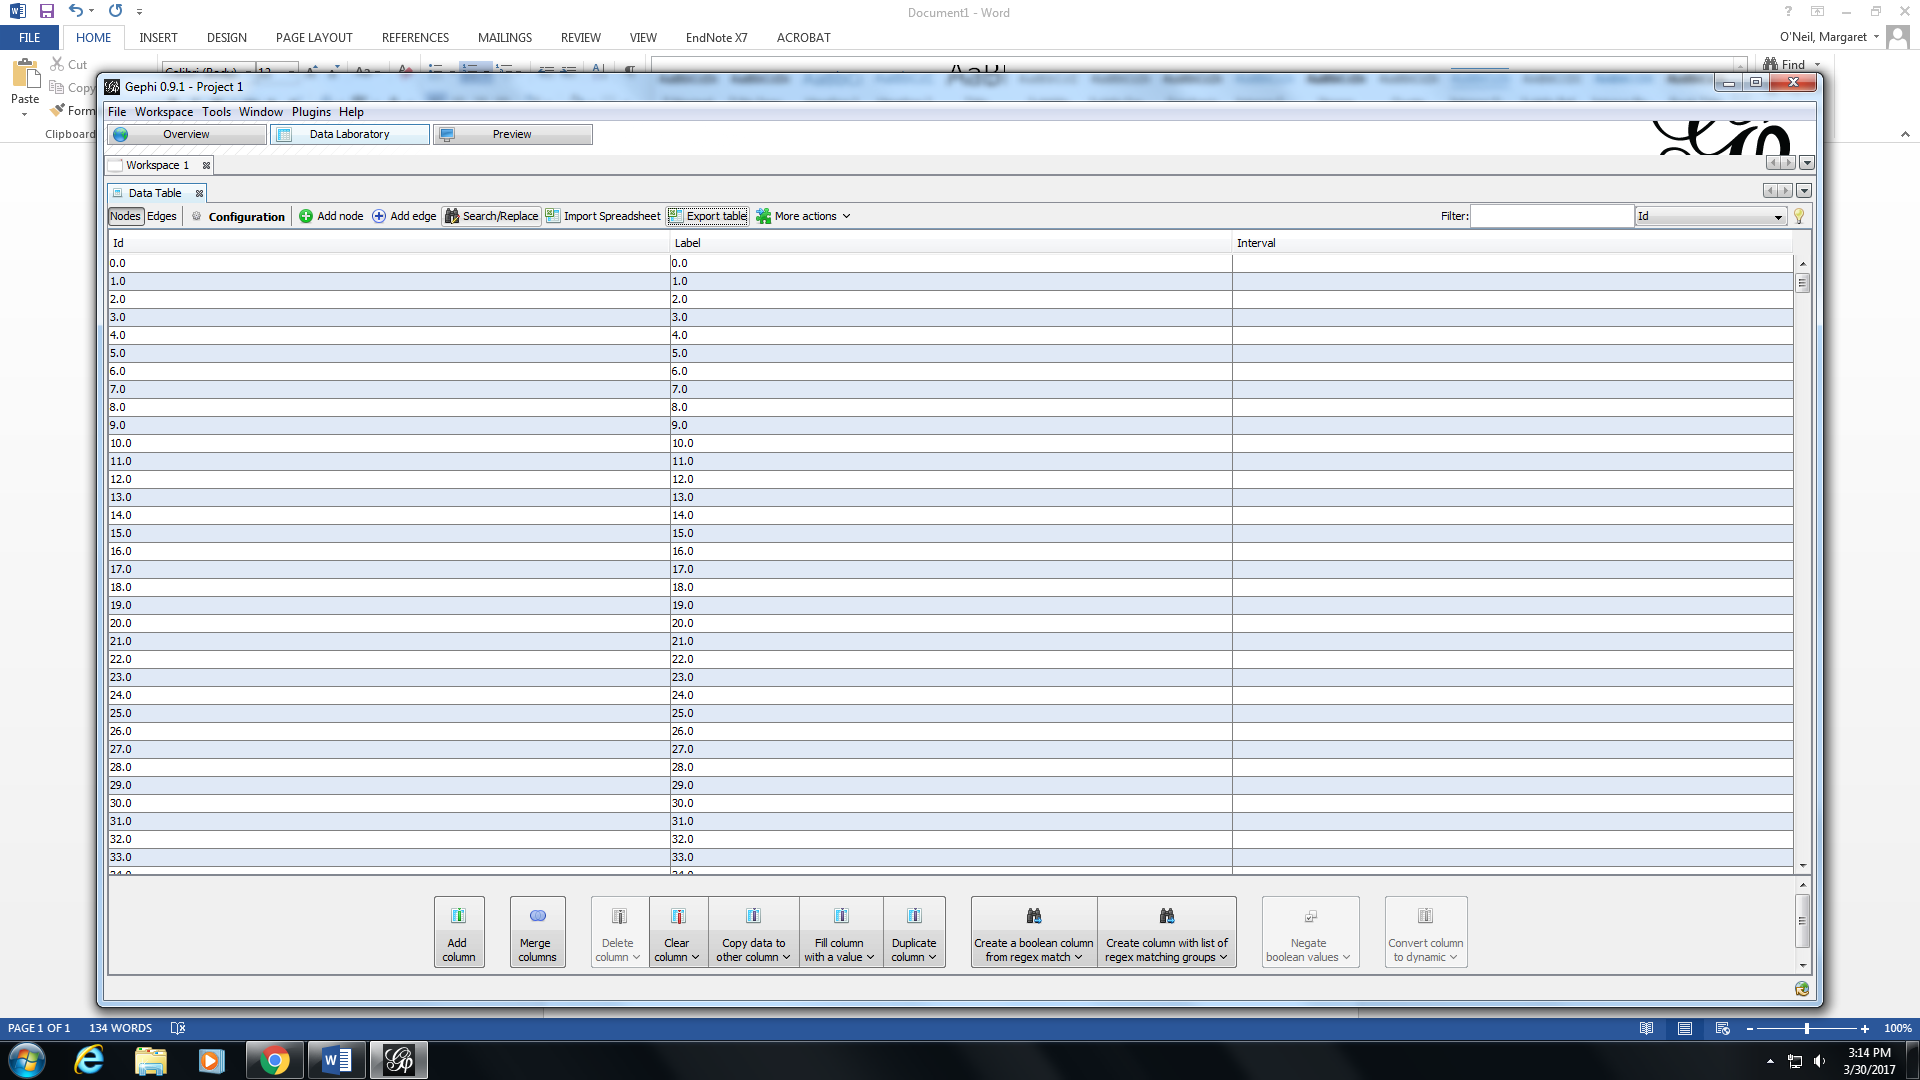 Document1 - Word
FILE HOME INSERT DESIGN PAGE LAYOUT REFERENCES MAILINGS REVIEW VIEW EndNote X7 ACROBAT
O'Neil, Margaret
Cut
Copy
Paste
Form
Clipboard
Find
Gephi 0.9.1 - Project 1
File Workspace Tools Window Plugins Help
Overview Data Laboratory Preview
Workspace 1
Data Table
Nodes Edges Configuration Add node Add edge Search/Replace Import Spreadsheet Export table More actions Filter: Id
Id Label Interval
0.0 0.0
1.0 1.0
2.0 2.0
3.0 3.0
4.0 4.0
5.0 5.0
6.0 6.0
7.0 7.0
8.0 8.0
9.0 9.0
10.0 10.0
11.0 11.0
12.0 12.0
13.0 13.0
14.0 14.0
15.0 15.0
16.0 16.0
17.0 17.0
18.0 18.0
19.0 19.0
20.0 20.0
21.0 21.0
22.0 22.0
23.0 23.0
24.0 24.0
25.0 25.0
26.0 26.0
27.0 27.0
28.0 28.0
29.0 29.0
30.0 30.0
31.0 31.0
32.0 32.0
33.0 33.0
Add column
Merge columns
Delete column
Clear column
Copy data to other column
Fill column with a value
Duplicate column
Create a boolean column from regex match
Create column with list of regex matching groups
Negate boolean values
Convert column to dynamic
PAGE 1 OF 1 134 WORDS 100%
3:14 PM
3/30/2017